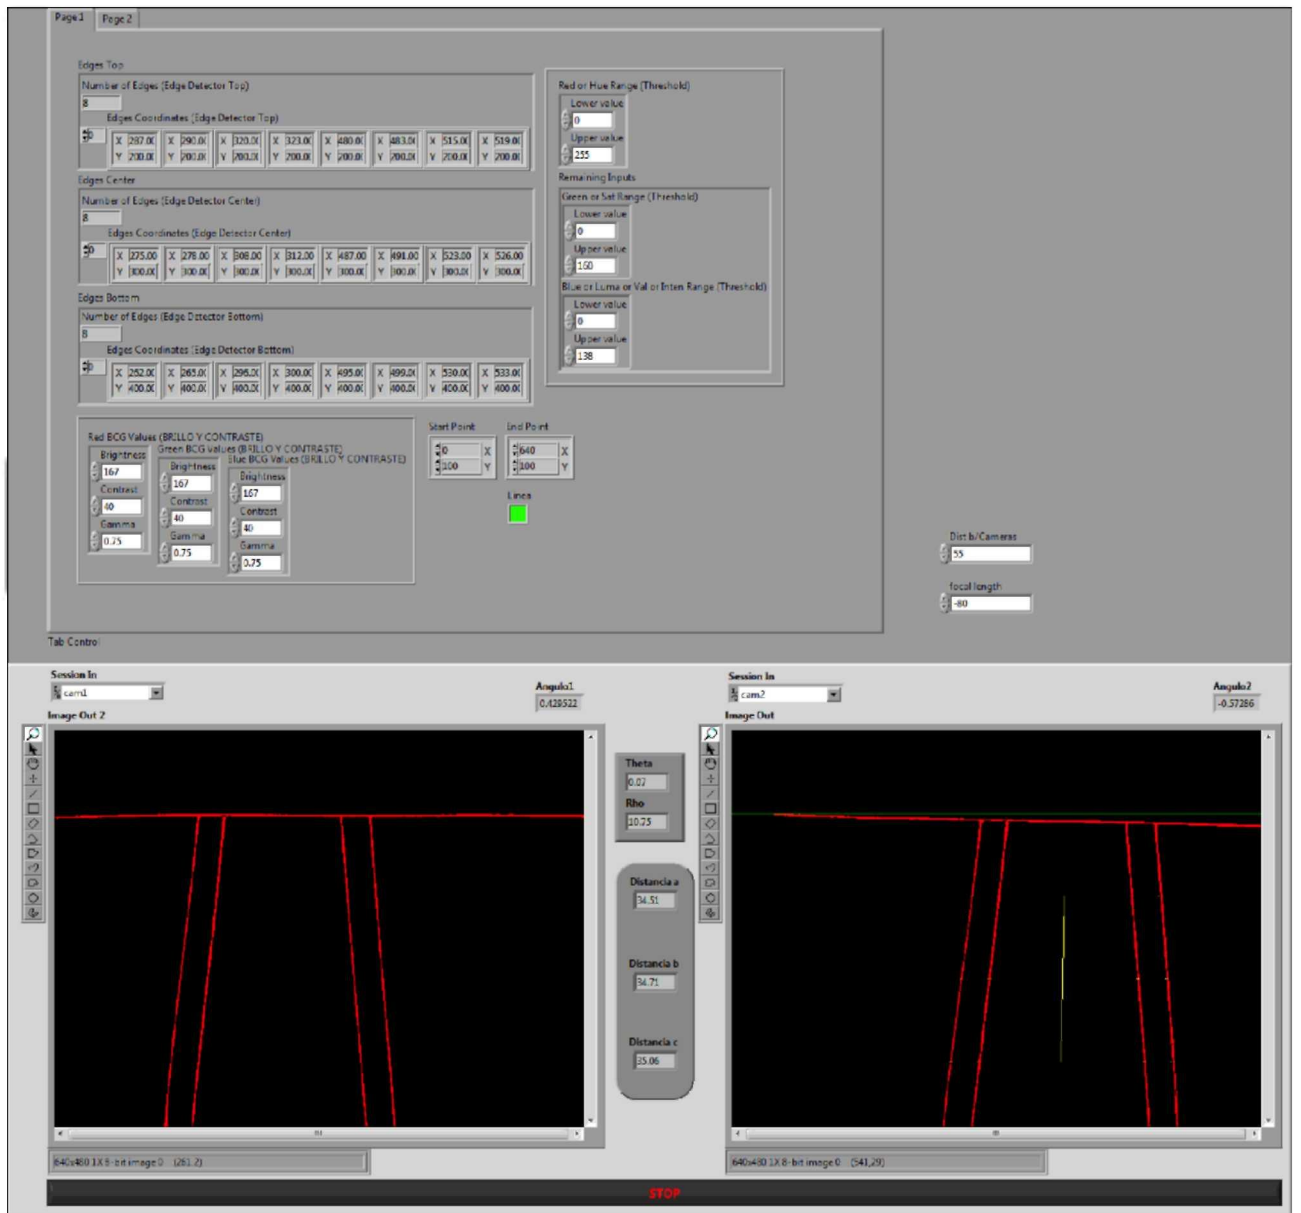 Page 1 Page 2
Edges Top
Number of Edges (Edge Detector Top)
8
Edges Coordinates (Edge Detector Top)
0 X 287.0( X 290.0( X 320.0( X 323.0( X 480.0( X 483.0( X 515.0( X 519.0(
Y 200.0( Y 200.0( Y 200.0( Y 200.0( Y 200.0( Y 200.0( Y 200.0( Y 200.0(
Edges Center
Number of Edges (Edge Detector Center)
8
Edges Coordinates (Edge Detector Center)
0 X 275.00 X 278.00 X 308.00 X 312.00 X 487.00 X 491.00 X 523.00 X 526.00
Y 300.0( Y 300.0( Y 300.0( Y 300.0( Y 300.0( Y 300.0( Y 300.0( Y 300.0(
Edges Bottom
Number of Edges (Edge Detector Bottom)
8
Edges Coordinates (Edge Detector Bottom)
0 X 262.0( X 265.0( X 296.0( X 300.0( X 495.0( X 499.0( X 530.0( X 533.0(
Y 400.0( Y 400.0( Y 400.0( Y 400.0( Y 400.0( Y 400.0( Y 400.0( Y 400.0(
Red or Hue Range (Threshold)
Lower value
0
Upper value
255
Remaining Inputs
Green or Sat Range (Threshold)
Lower value
0
Upper value
160
Blue or Luma or Val or Inten Range (Threshold)
Lower value
0
Upper value
138
Red BCG Values (BRILLO Y CONTRASTE)
Brightness
167
Contrast
40
Gamma
0.75
Green BCG Values (BRILLO Y CONTRASTE)
Brightness
167
Contrast
40
Gamma
0.75
Blue BCG Values (BRILLO Y CONTRASTE)
Brightness
167
Contrast
40
Gamma
0.75
Start Point
0 X
100 Y
End Point
640 X
100 Y
Linea
Dist b/Cameras
55
focal length
-80
Tab Control
Session In
cam1
Angulo1
0.429522
Image Out 2
640x480 1X 8-bit image 0 (261,2)
Theta
0.07
Rho
10.75
Distancia a
34.51
Distancia b
34.71
Distancia c
35.06
Session In
cam2
Angulo2
-0.57286
Image Out
640x480 1X 8-bit image 0 (541,29)
STOP